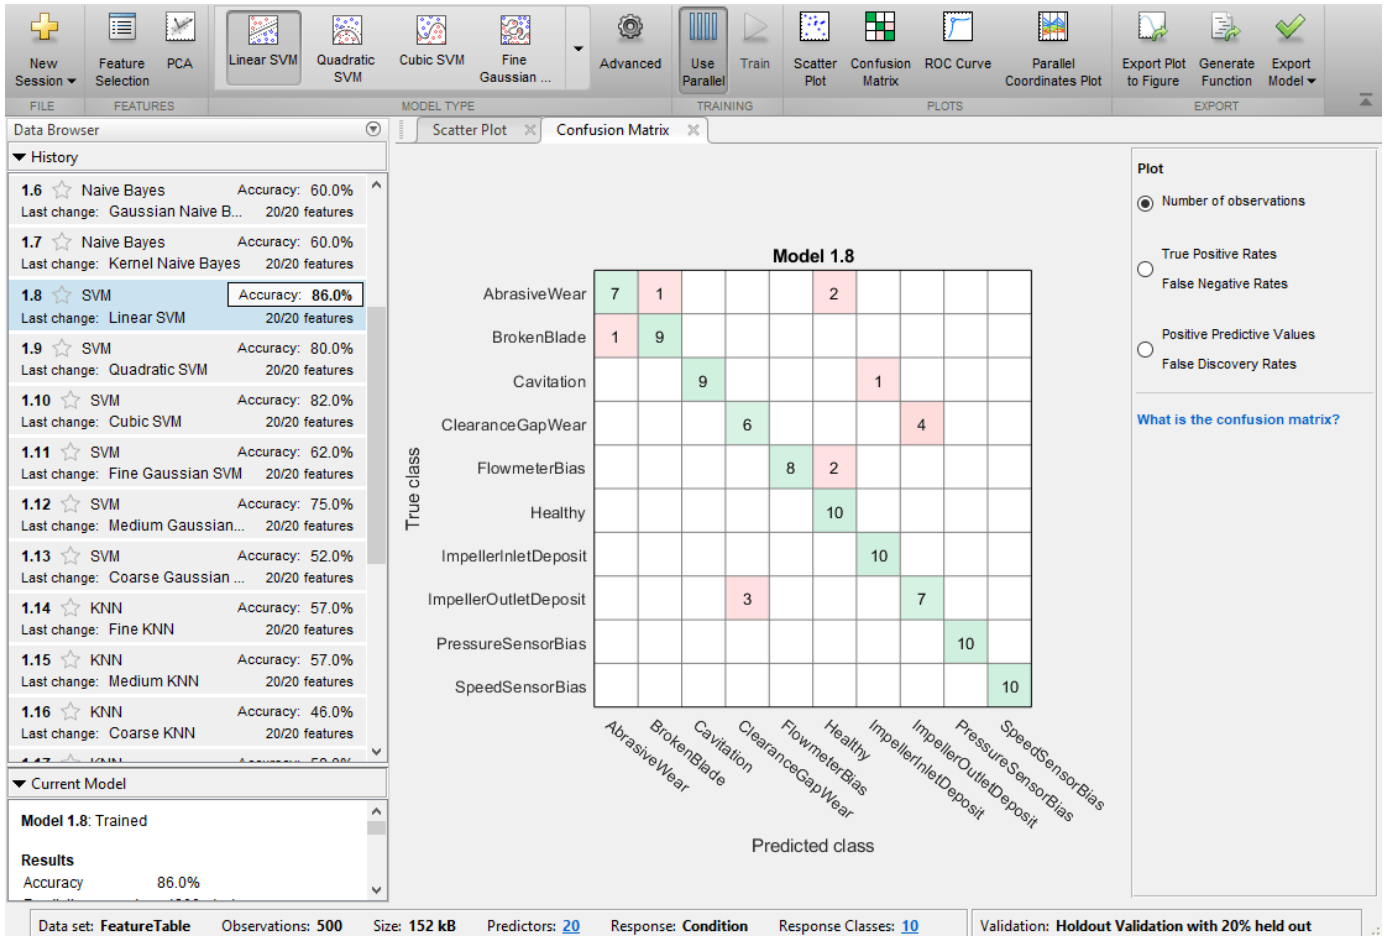 New Session
Feature Selection
PCA
Linear SVM
Quadratic SVM
Cubic SVM
Fine Gaussian ...
Advanced
Use Parallel
Train
Scatter Plot
Confusion Matrix
ROC Curve
Parallel Coordinates Plot
Export Plot to Figure
Generate Function
Export Model
FILE
FEATURES
MODEL TYPE
TRAINING
PLOTS
EXPORT
Data Browser
History
1.6 Naive Bayes Accuracy: 60.0%
Last change: Gaussian Naive B... 20/20 features
1.7 Naive Bayes Accuracy: 60.0%
Last change: Kernel Naive Bayes 20/20 features
1.8 SVM Accuracy: 86.0%
Last change: Linear SVM 20/20 features
1.9 SVM Accuracy: 80.0%
Last change: Quadratic SVM 20/20 features
1.10 SVM Accuracy: 82.0%
Last change: Cubic SVM 20/20 features
1.11 SVM Accuracy: 62.0%
Last change: Fine Gaussian SVM 20/20 features
1.12 SVM Accuracy: 75.0%
Last change: Medium Gaussian... 20/20 features
1.13 SVM Accuracy: 52.0%
Last change: Coarse Gaussian ... 20/20 features
1.14 KNN Accuracy: 57.0%
Last change: Fine KNN 20/20 features
1.15 KNN Accuracy: 57.0%
Last change: Medium KNN 20/20 features
1.16 KNN Accuracy: 46.0%
Last change: Coarse KNN 20/20 features
Current Model
Model 1.8: Trained
Results
Accuracy 86.0%
Scatter Plot
Confusion Matrix
Model 1.8
True class
AbrasiveWear 7 1 2
BrokenBlade 1 9
Cavitation 9 1
ClearanceGapWear 6 4
FlowmeterBias 8 2
Healthy 10
ImpellerInletDeposit 10
ImpellerOutletDeposit 3 7
PressureSensorBias 10
SpeedSensorBias 10
AbrasiveWear
BrokenBlade
Cavitation
ClearanceGapWear
FlowmeterBias
Healthy
ImpellerInletDeposit
ImpellerOutletDeposit
PressureSensorBias
SpeedSensorBias
Predicted class
Plot
Number of observations
True Positive Rates
False Negative Rates
Positive Predictive Values
False Discovery Rates
What is the confusion matrix?
Data set: FeatureTable Observations: 500 Size: 152 kB Predictors: 20 Response: Condition Response Classes: 10 Validation: Holdout Validation with 20% held out